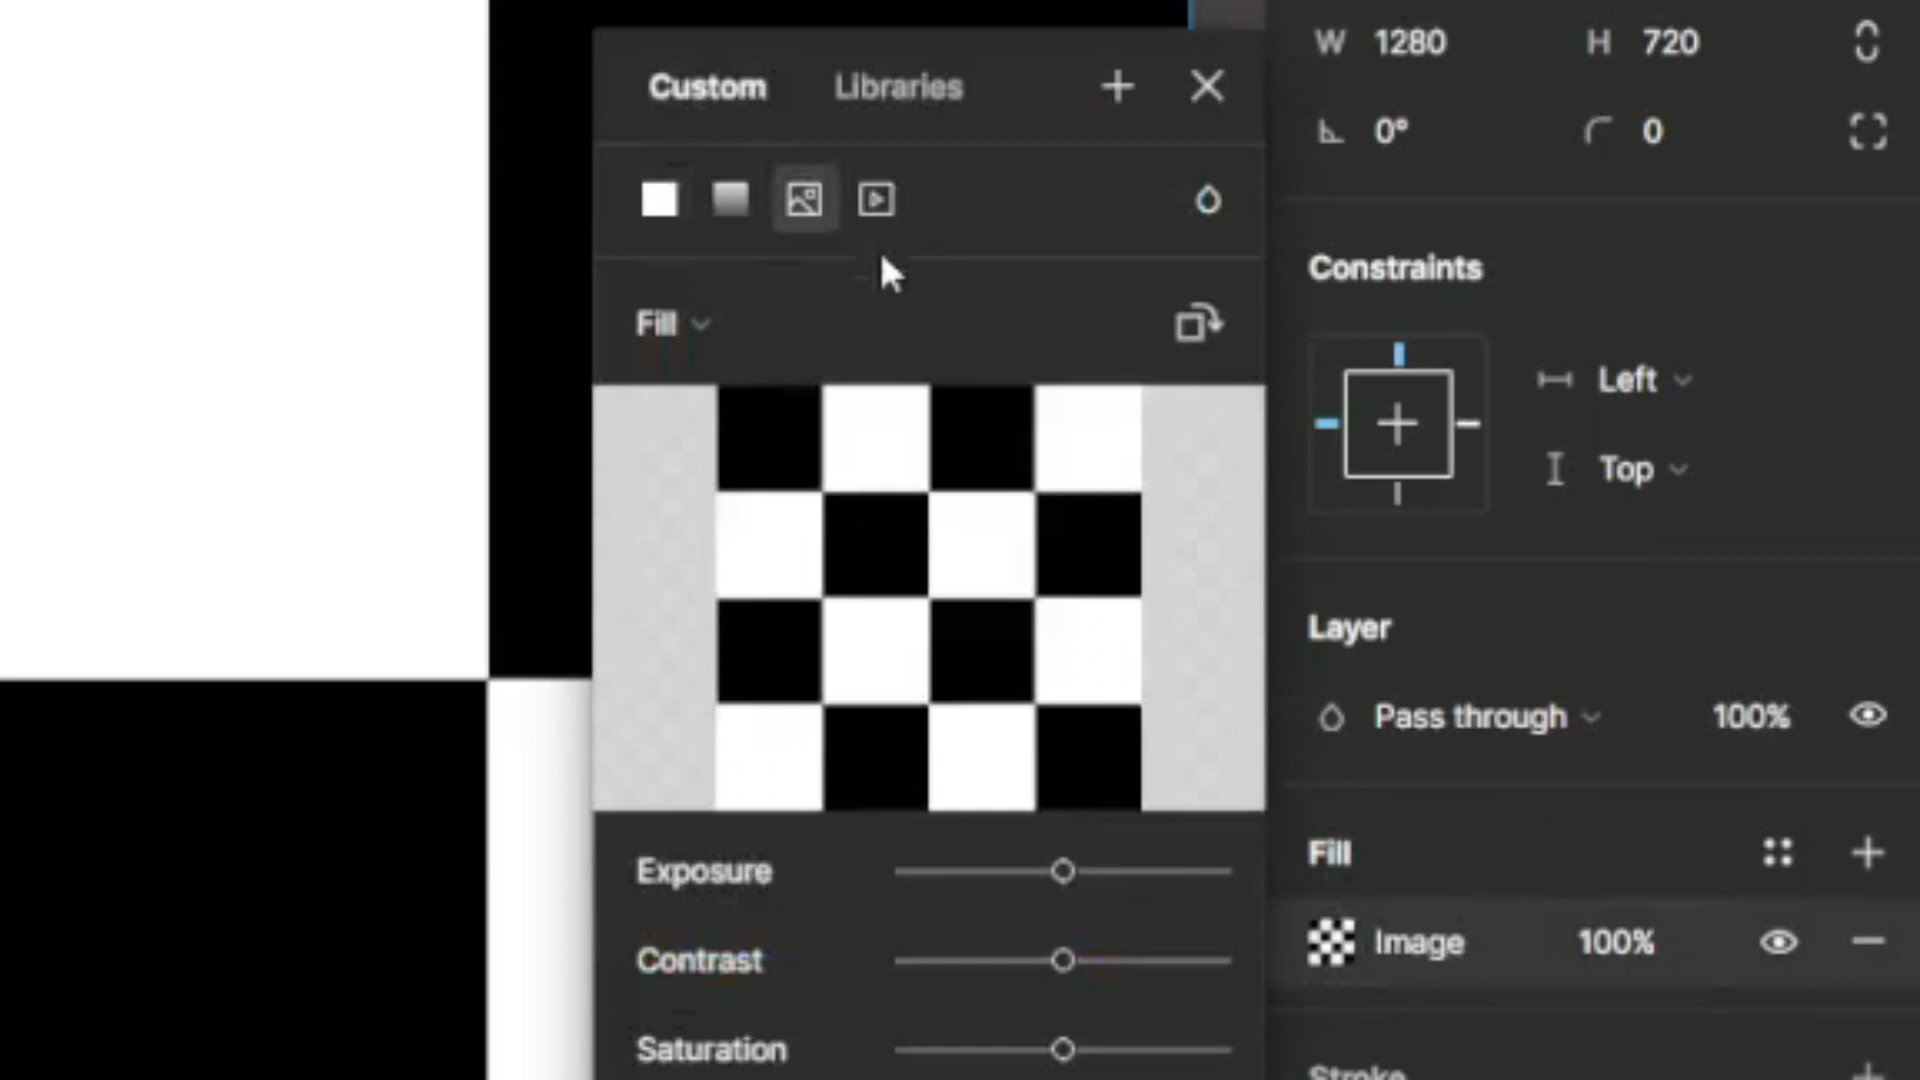 Custom Libraries
Fill
Exposure
Contrast
Saturation
W 1280 H 720
0° 0
Constraints
Left
Top
Layer
Pass through 100%
Fill
Image 100%
Stroke